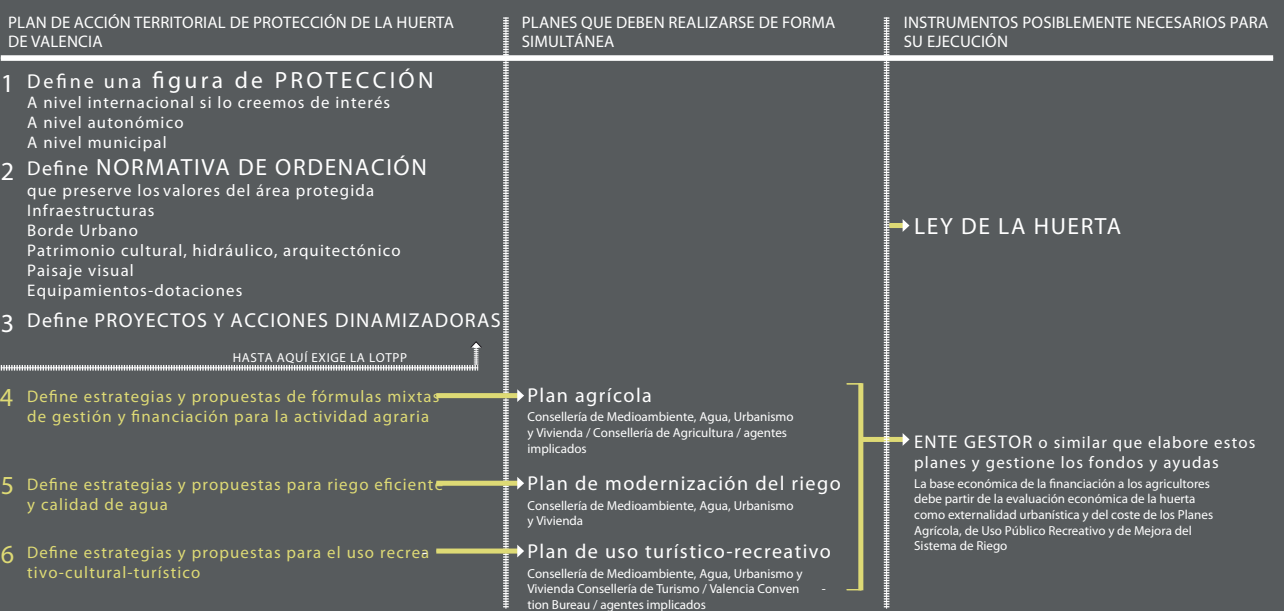 PLAN DE ACCIÓN TERRITORIAL DE PROTECCIÓN DE LA HUERTA
DE VALENCIA
PLANES QUE DEBEN REALIZARSE DE FORMA
SIMULTÁNEA
INSTRUMENTOS POSIBLEMENTE NECESARIOS PARA
SU EJECUCIÓN
1 Define una figura de PROTECCIÓN
A nivel internacional si lo creemos de interés
A nivel autonómico
A nivel municipal
2 Define NORMATIVA DE ORDENACIÓN
que preserve los valores del área protegida
Infraestructuras
Borde Urbano
Patrimonio cultural, hidráulico, arquitectónico
Paisaje visual
Equipamientos-dotaciones
LEY DE LA HUERTA
3 Define PROYECTOS Y ACCIONES DINAMIZADORAS
HASTA AQUÍ EXIGE LA LOTPP
4 Define estrategias y propuestas de fórmulas mixtas
de gestión y financiación para la actividad agraria
Plan agrícola
Consellería de Medioambiente, Agua, Urbanismo
y Vivienda / Consellería de Agricultura / agentes
implicados
5 Define estrategias y propuestas para riego eficiente
y calidad de agua
Plan de modernización del riego
Consellería de Medioambiente, Agua, Urbanismo
y Vivienda
6 Define estrategias y propuestas para el uso recrea
tivo-cultural-turístico
Plan de uso turístico-recreativo
Consellería de Medioambiente, Agua, Urbanismo y
Vivienda Consellería de Turismo / Valencia Conven -
tion Bureau / agentes implicados
ENTE GESTOR o similar que elabore estos
planes y gestione los fondos y ayudas
La base económica de la financiación a los agricultores
debe partir de la evaluación económica de la huerta
como externalidad urbanística y del coste de los Planes
Agrícola, de Uso Público Recreativo y de Mejora del
Sistema de Riego